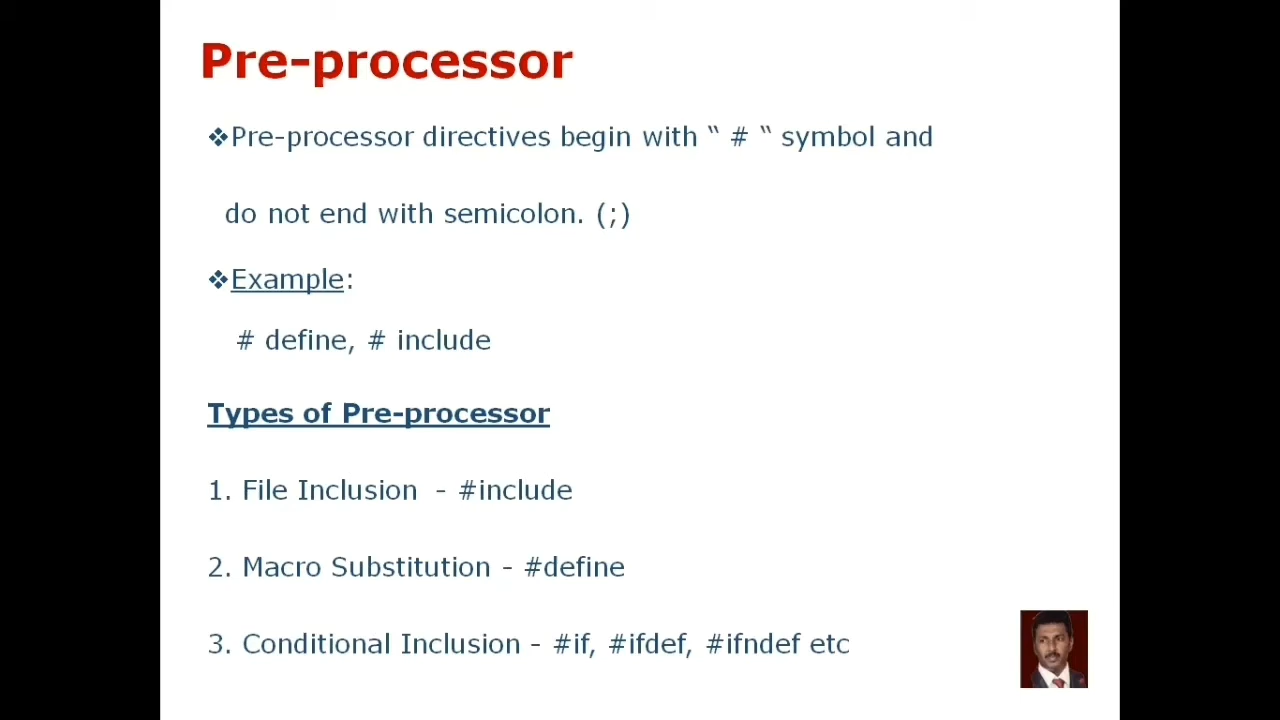 Pre-processor
❖Pre-processor directives begin with “ # “ symbol and
do not end with semicolon. (;)
❖Example:
# define, # include
Types of Pre-processor
1. File Inclusion - #include
2. Macro Substitution - #define
3. Conditional Inclusion - #if, #ifdef, #ifndef etc